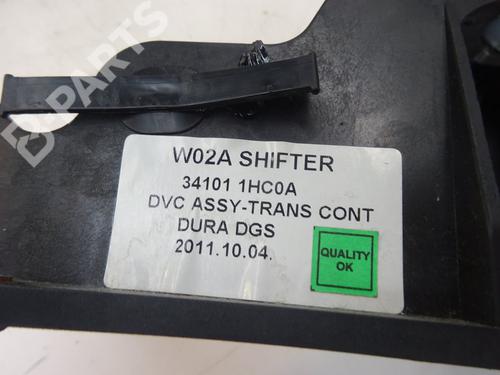 B-PARTS
W02A SHIFTER
34101 1HC0A
DVC ASSY-TRANS CONT
DURA DGS
2011.10.04.
QUALITY
OK